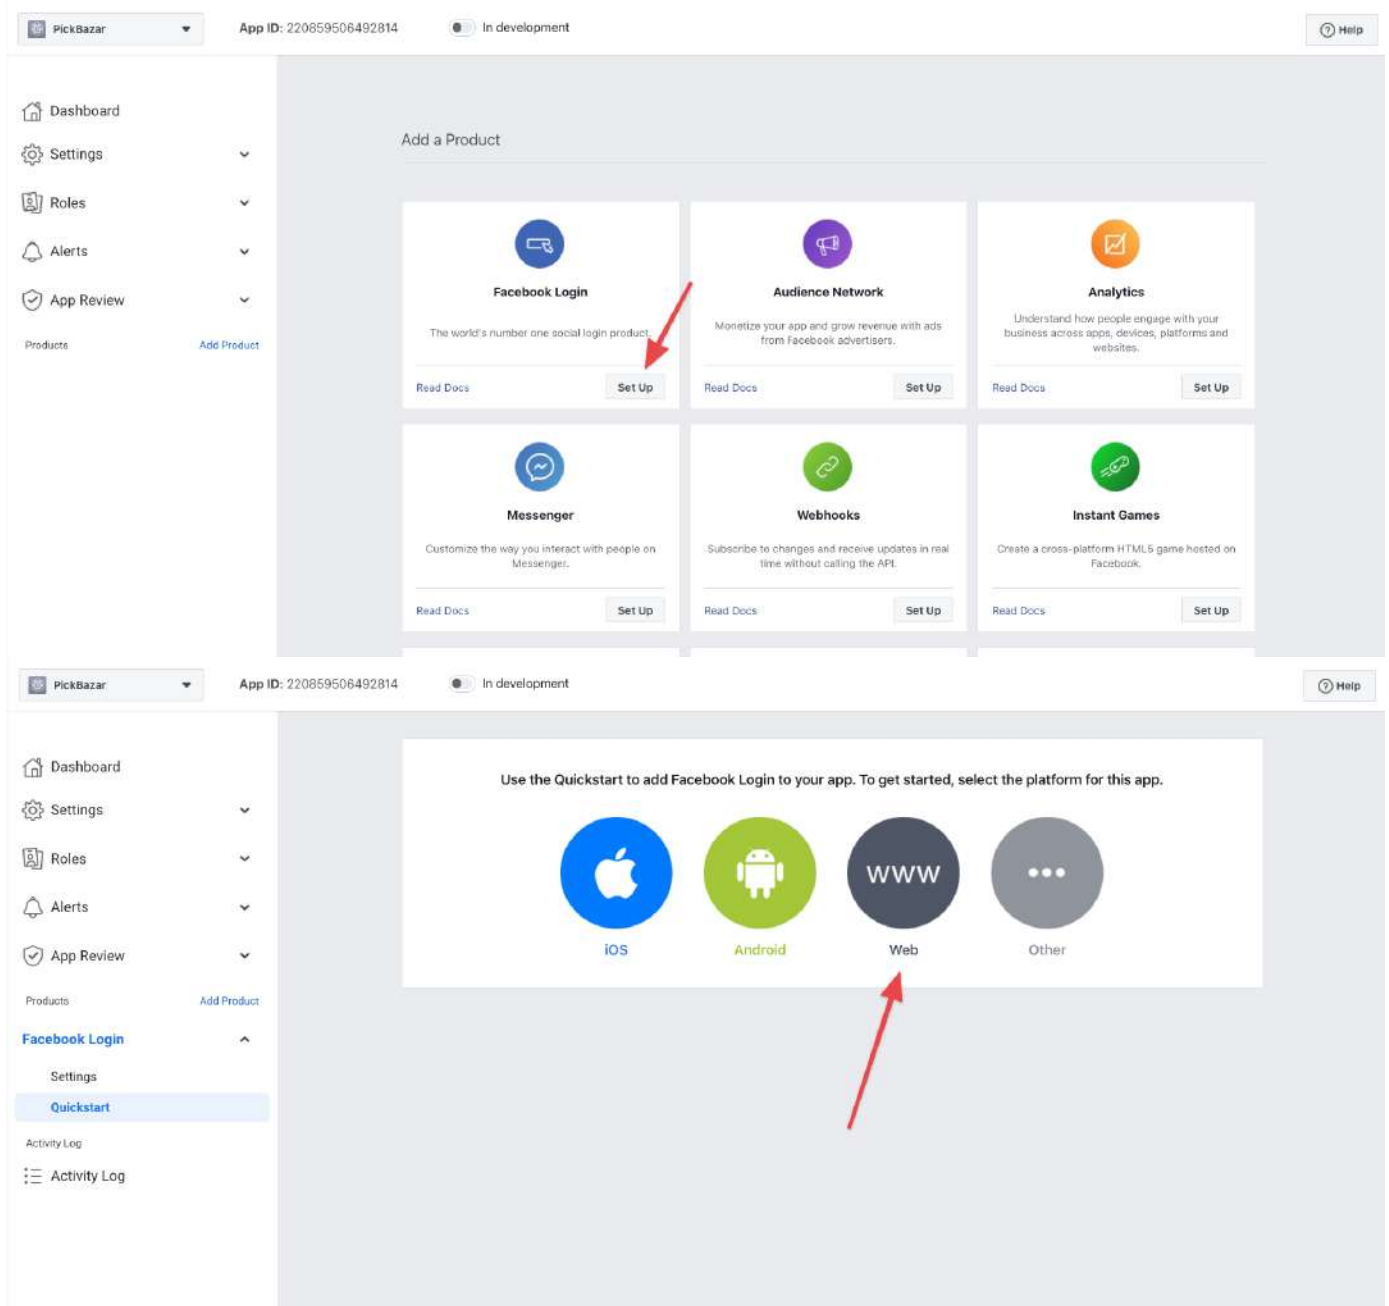 PickBazar
App ID: 220859506492814
In development
Help
Dashboard
Settings
Roles
Alerts
App Review
Products
Add Product
Add a Product
Facebook Login
The world's number one social login product.
Read Docs
Set Up
Audience Network
Monetize your app and grow revenue with ads
from Facebook advertisers.
Read Docs
Set Up
Analytics
Understand how people engage with your
business across apps, devices, platforms and
websites.
Read Docs
Set Up
Messenger
Customize the way you interact with people on
Messenger.
Read Docs
Set Up
Webhooks
Subscribe to changes and receive updates in real
time without calling the API.
Read Docs
Set Up
Instant Games
Create a cross-platform HTML5 game hosted on
Facebook.
Read Docs
Set Up
PickBazar
App ID: 220859506492814
In development
Help
Dashboard
Settings
Roles
Alerts
App Review
Products
Add Product
Facebook Login
Settings
Quickstart
Activity Log
Activity Log
Use the Quickstart to add Facebook Login to your app. To get started, select the platform for this app.
iOS
Android
www
Web
Other